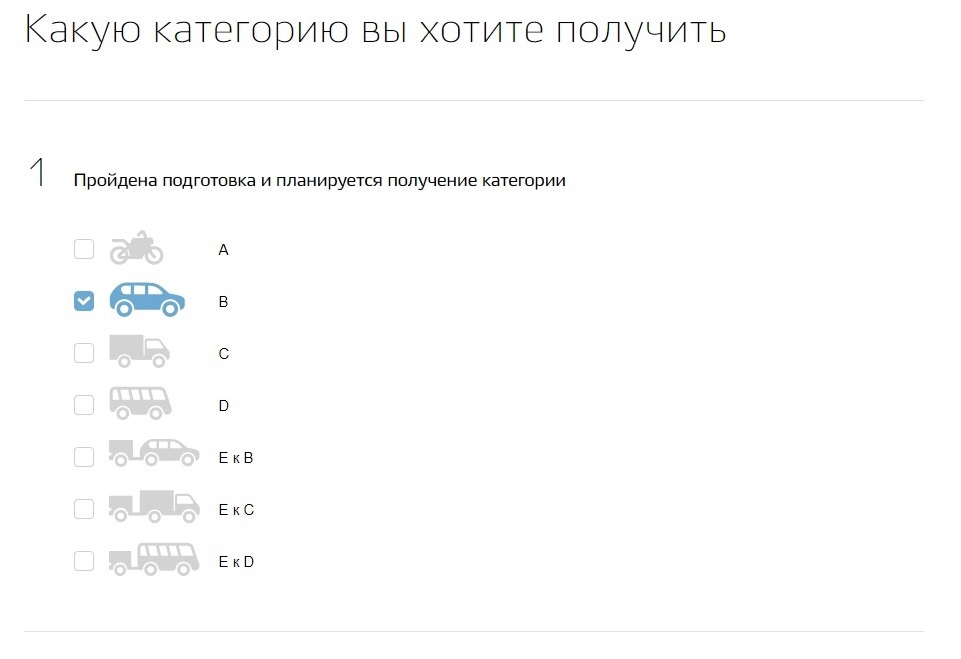 Какую категорию вы хотите получить
1
Пройдена подготовка и планируется получение категории
A
B
C
D
E к B
E к C
E к D